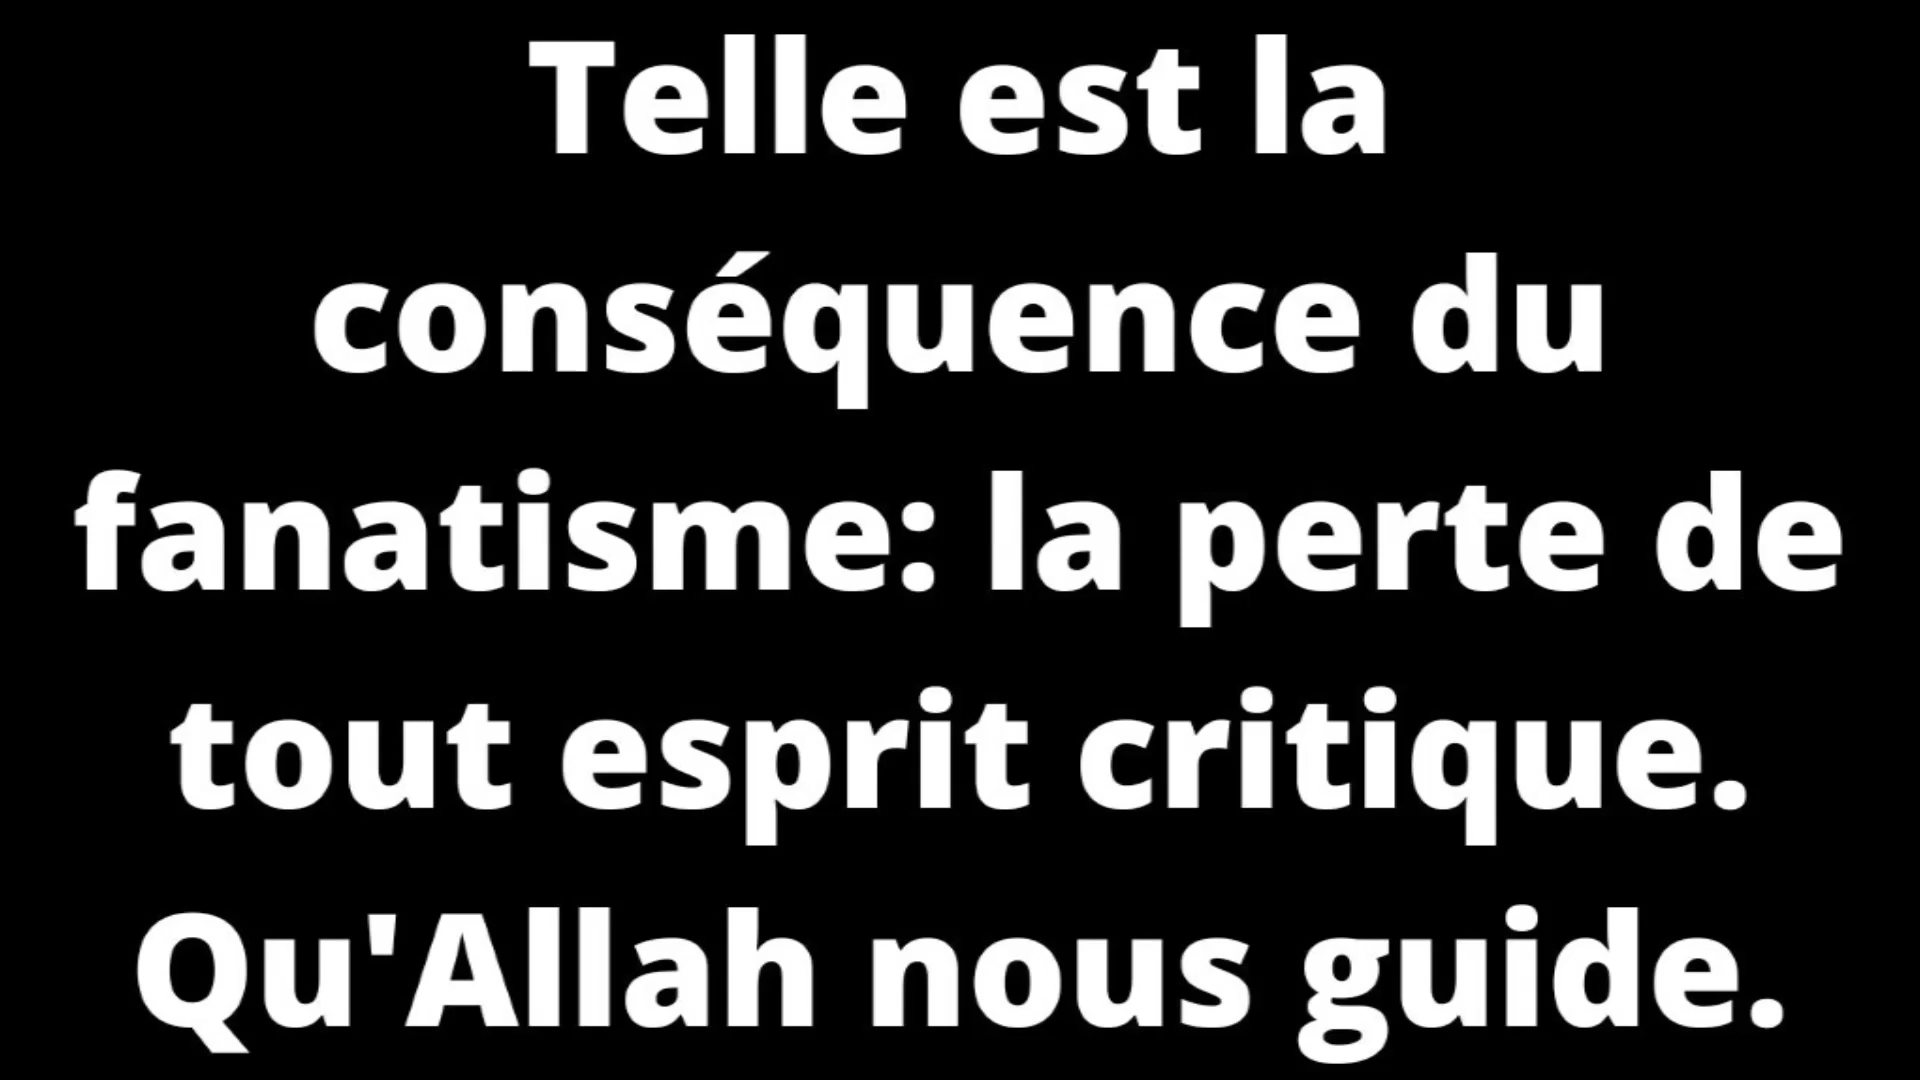 Telle est la
conséquence du
fanatisme: la perte de
tout esprit critique.
Qu'Allah nous guide.